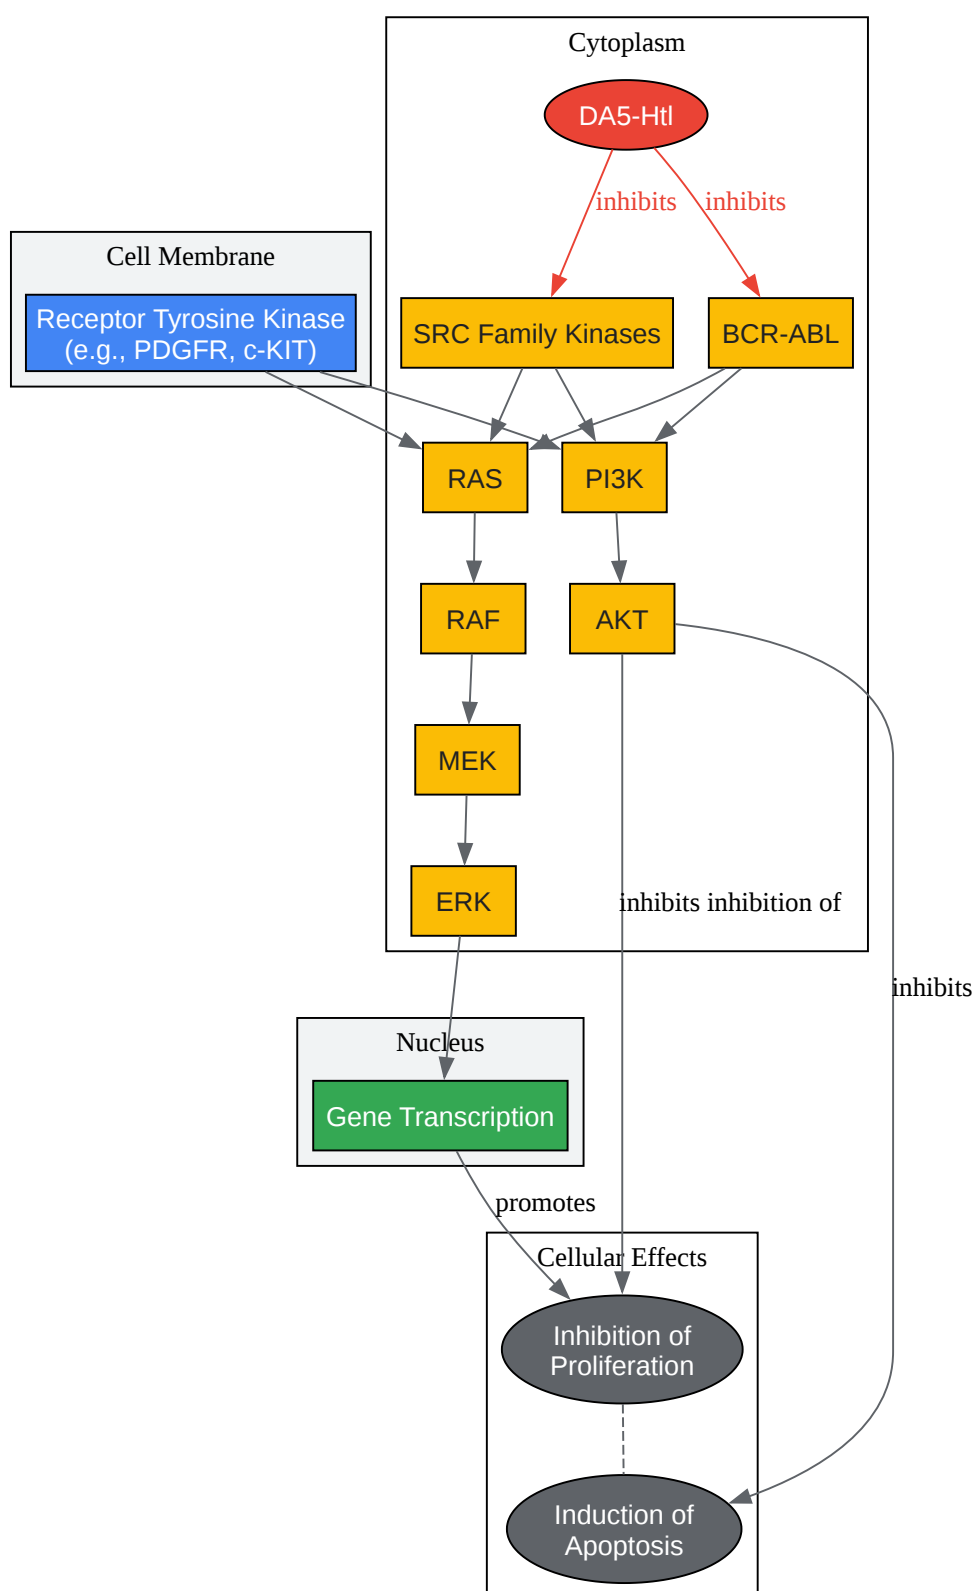 Cytoplasm
DA5-Htl
inhibits
inhibits
Cell Membrane
Receptor Tyrosine Kinase
(e.g., PDGFR, c-KIT)
SRC Family Kinases
BCR-ABL
RAS
PI3K
RAF
AKT
MEK
ERK
inhibits inhibition of
inhibits
Nucleus
Gene Transcription
promotes
Cellular Effects
Inhibition of
Proliferation
Induction of
Apoptosis